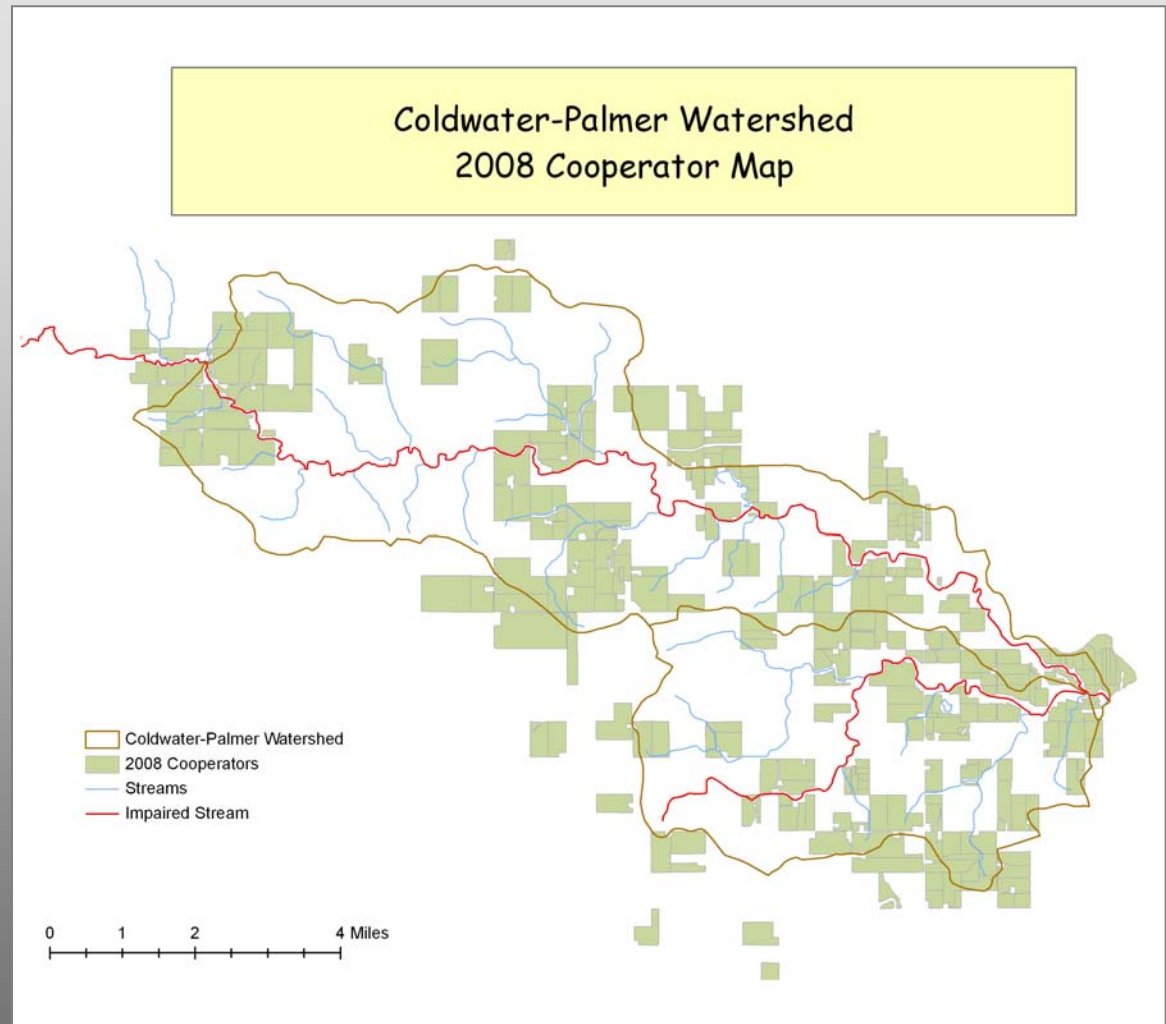 Coldwater-Palmer Watershed
2008 Cooperator Map
Coldwater-Palmer Watershed
2008 Cooperators
Streams
Impaired Stream
0 1 2 4 Miles